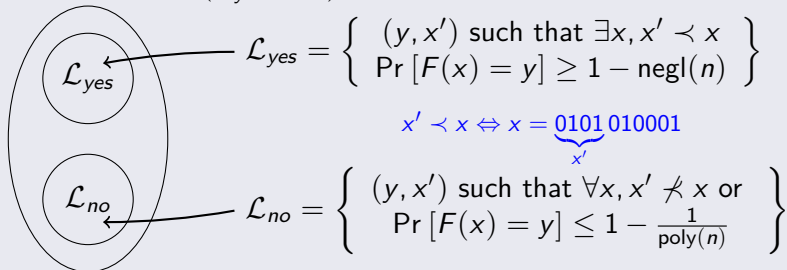 L_yes = { (y, x′) such that ∃x, x′ ≺ x
Pr [F(x) = y] ≥ 1 − negl(n) }
L_yes
x′ ≺ x ⇔ x = 0101 010001
x′
L_no
L_no = { (y, x′) such that ∀x, x′ ⊀ x or
Pr [F(x) = y] ≤ 1 − 1/poly(n) }